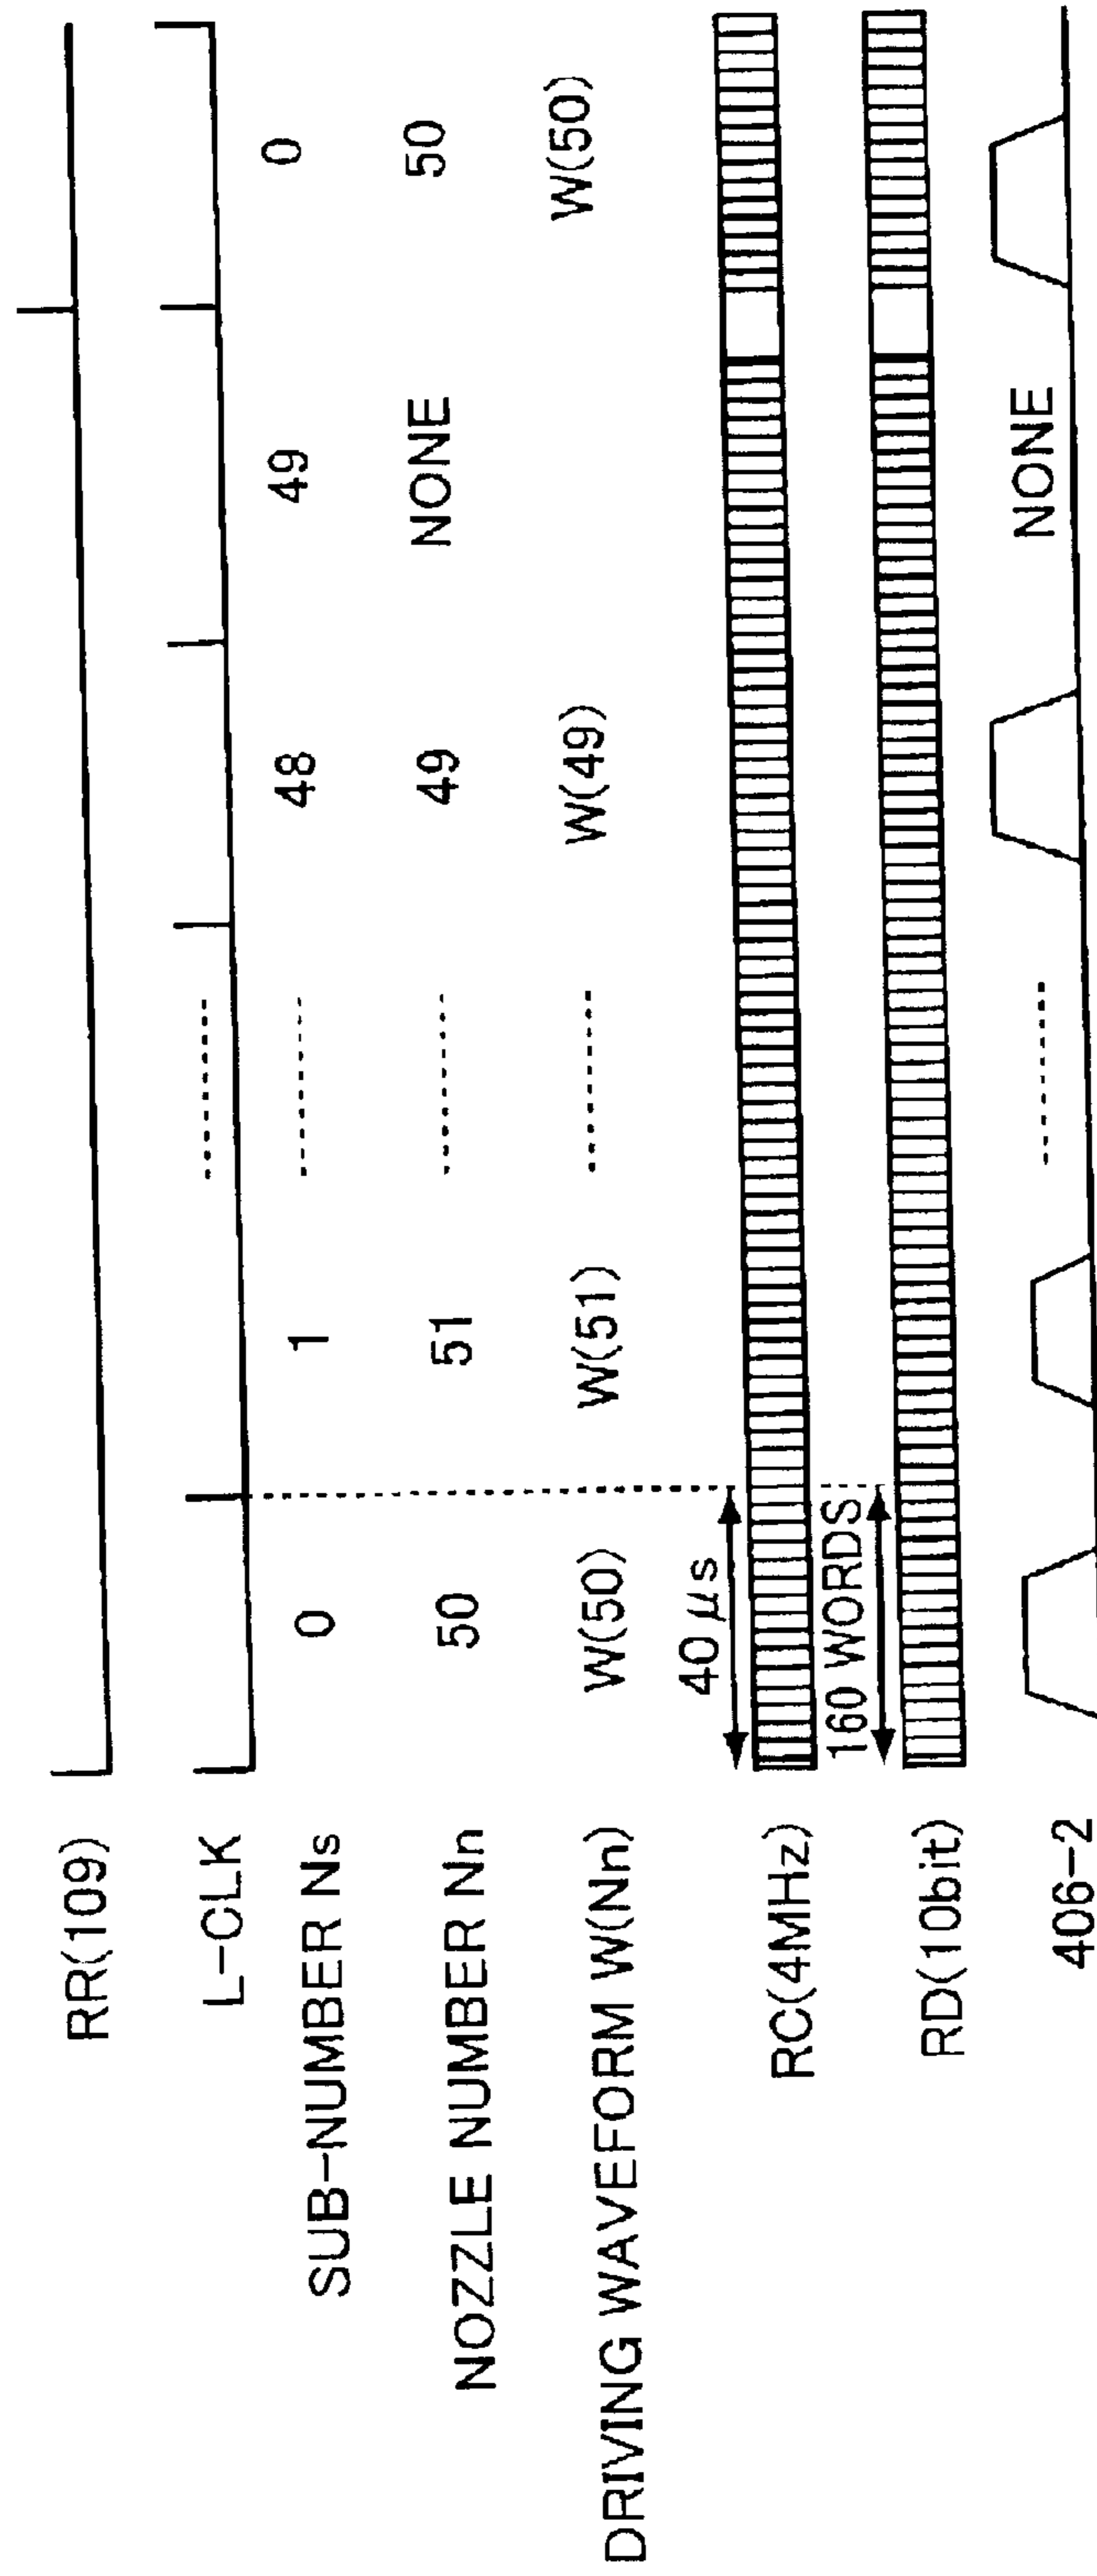 RR(109)
L-CLK
SUB-NUMBER Ns 0 1 48 49 0
NOZZLE NUMBER Nn 50 51 49 NONE 50
DRIVING WAVEFORM W(Nn) W(50) W(51) W(49) W(50)
40 μs
RC(4MHz)
160 WORDS
RD(10bit)
406-2 NONE